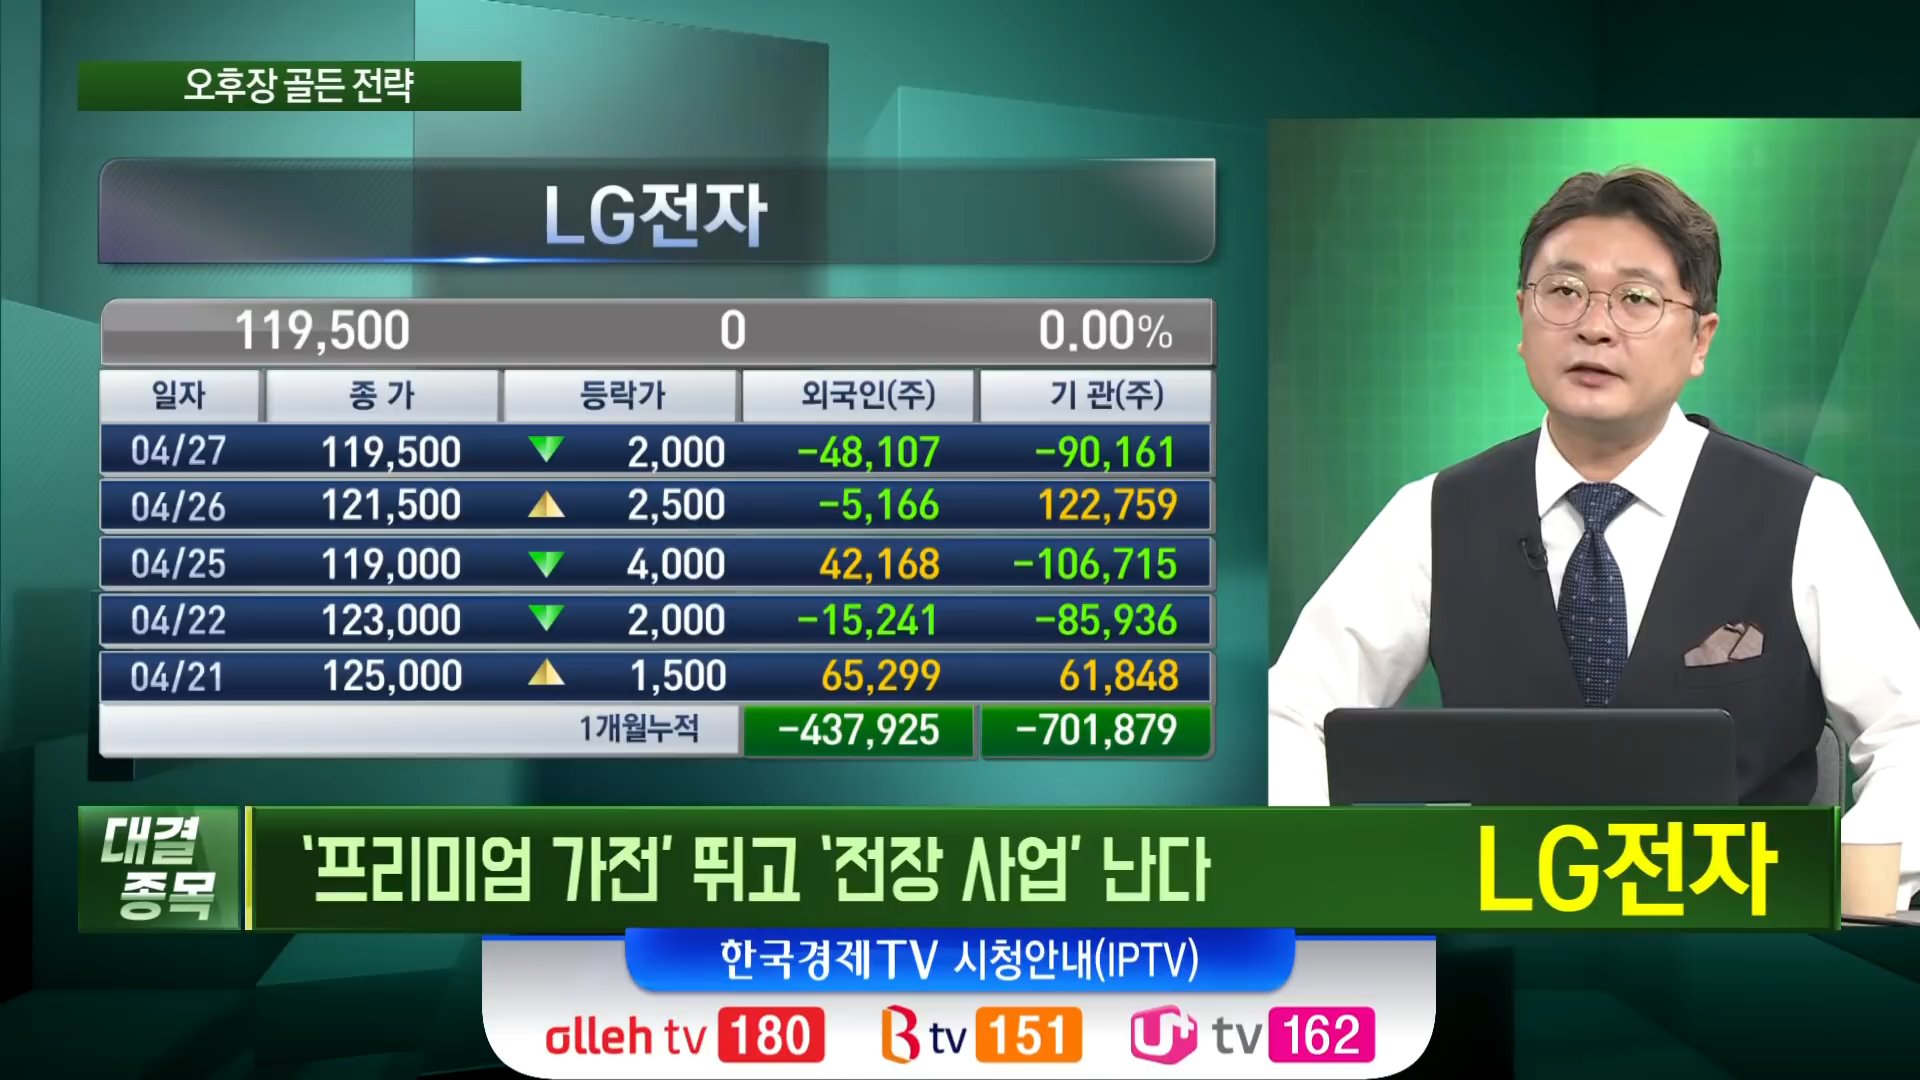 오후장 골든 전략
LG전자
119,500 0 0.00%
일자 종 가 등락가 외국인(주) 기 관(주)
04/27 119,500 ▼ 2,000 -48,107 -90,161
04/26 121,500 ▲ 2,500 -5,166 122,759
04/25 119,000 ▼ 4,000 42,168 -106,715
04/22 123,000 ▼ 2,000 -15,241 -85,936
04/21 125,000 ▲ 1,500 65,299 61,848
1개월누적 -437,925 -701,879
대결
종목
‘프리미엄 가전’ 뛰고 ‘전장 사업’ 난다 LG전자
한국경제TV 시청안내(IPTV)
olleh tv 180 B tv 151 U+ tv 162